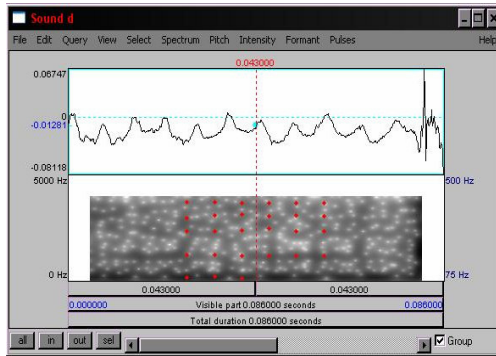 Sound d
File Edit Query View Select Spectrum Pitch Intensity Formant Pulses Help
0.043000
0.06747
0
-0.01281
-0.08118
5000 Hz 500 Hz
0 Hz 75 Hz
0.043000 0.043000
0.000000 Visible part 0.086000 seconds 0.086000
Total duration 0.086000 seconds
all in out sel Group